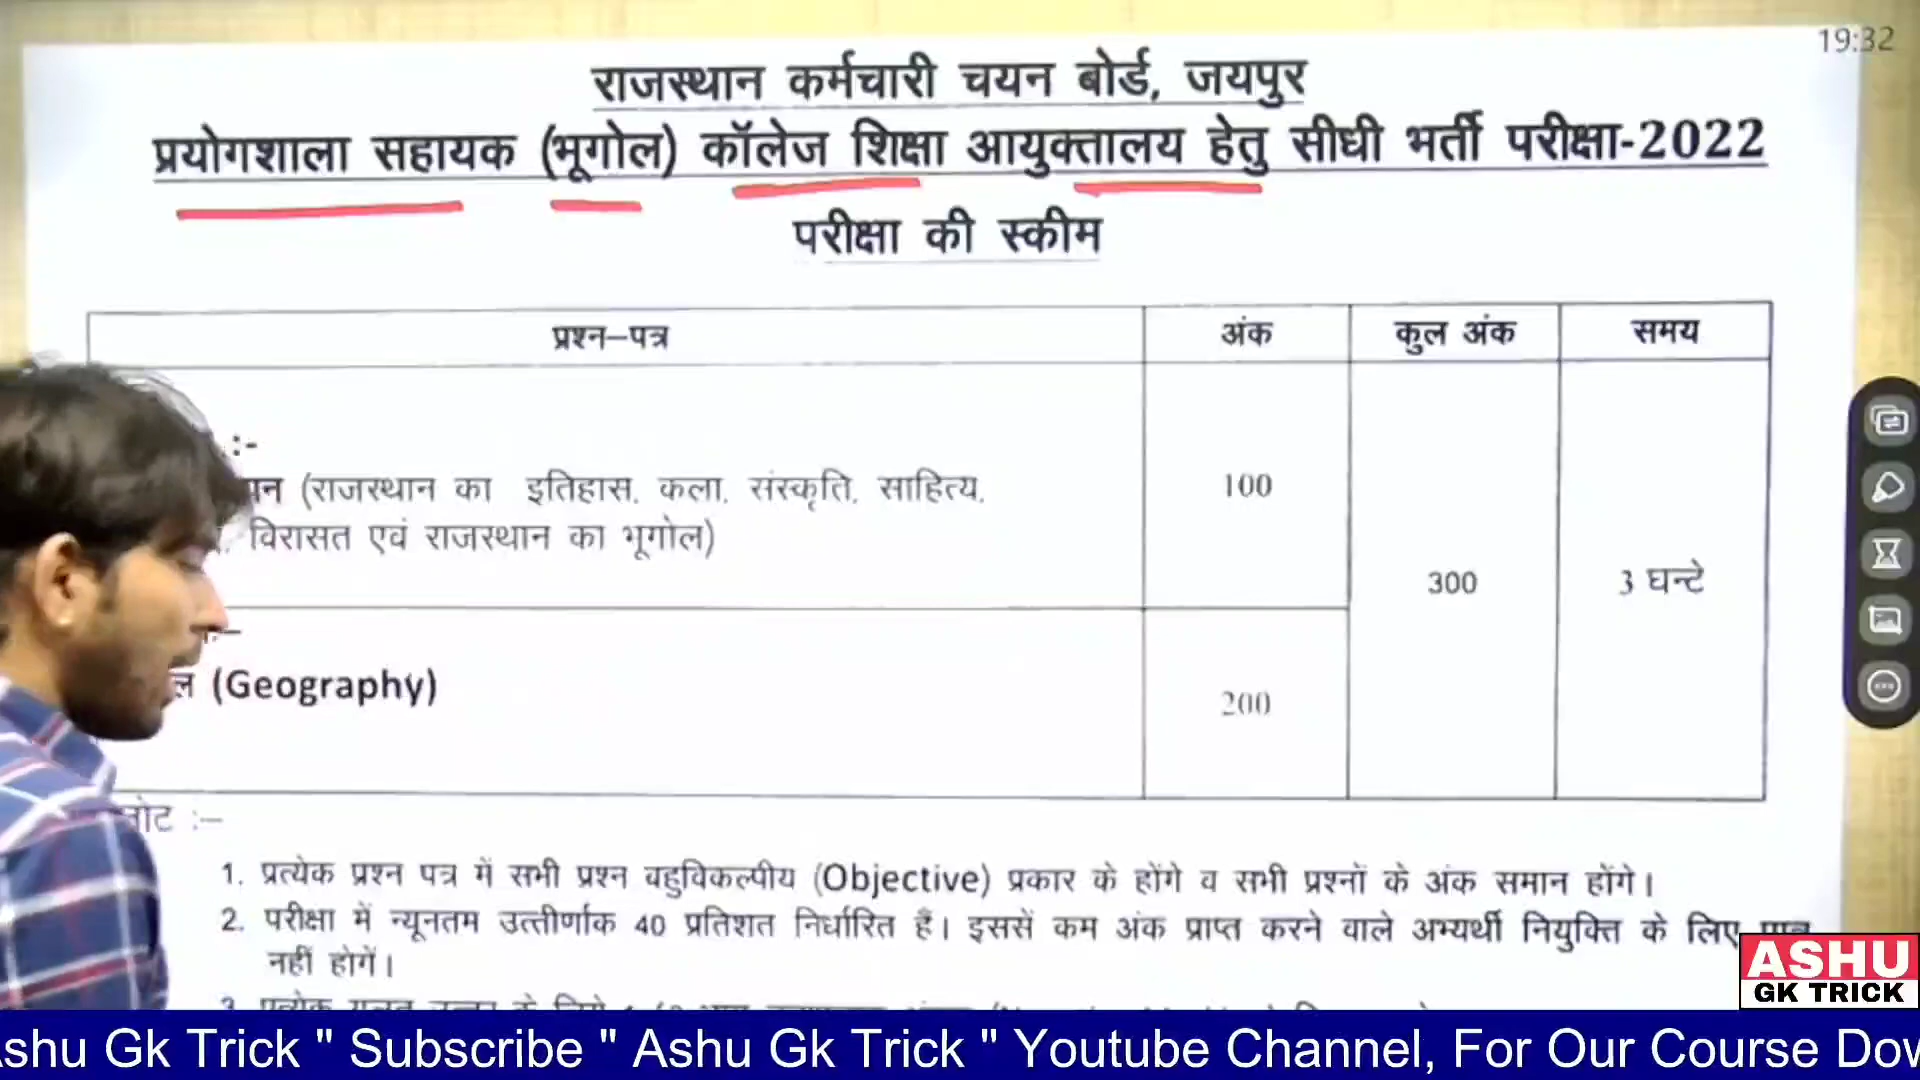 19:32
राजस्थान कर्मचारी चयन बोर्ड, जयपुर
प्रयोगशाला सहायक (भूगोल) कॉलेज शिक्षा आयुक्तालय हेतु सीधी भर्ती परीक्षा-2022
परीक्षा की स्कीम
प्रश्न–पत्र अंक कुल अंक समय
:-
(राजस्थान का इतिहास, कला, संस्कृति, साहित्य, 100
विरासत एवं राजस्थान का भूगोल)
300 3 घन्टे
(Geography) 200
नोट :–
1. प्रत्येक प्रश्न पत्र में सभी प्रश्न बहुविकल्पीय (Objective) प्रकार के होंगे व सभी प्रश्नों के अंक समान होंगे।
2. परीक्षा में न्यूनतम उत्तीर्णाक 40 प्रतिशत निर्धारित है। इससें कम अंक प्राप्त करने वाले अभ्यर्थी नियुक्ति के लिए
नहीं होगें।
ASHU
GK TRICK
Ashu Gk Trick " Subscribe " Ashu Gk Trick " Youtube Channel, For Our Course